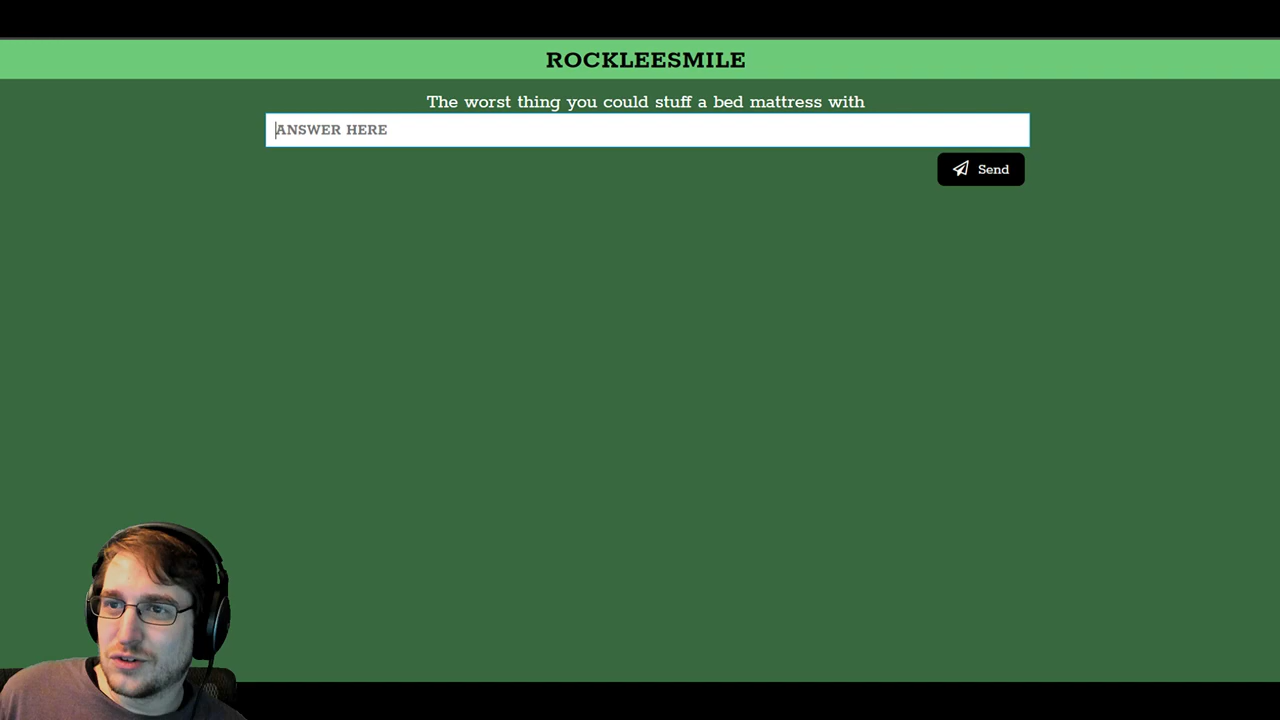 ROCKLEESMILE
The worst thing you could stuff a bed mattress with
ANSWER HERE
Send